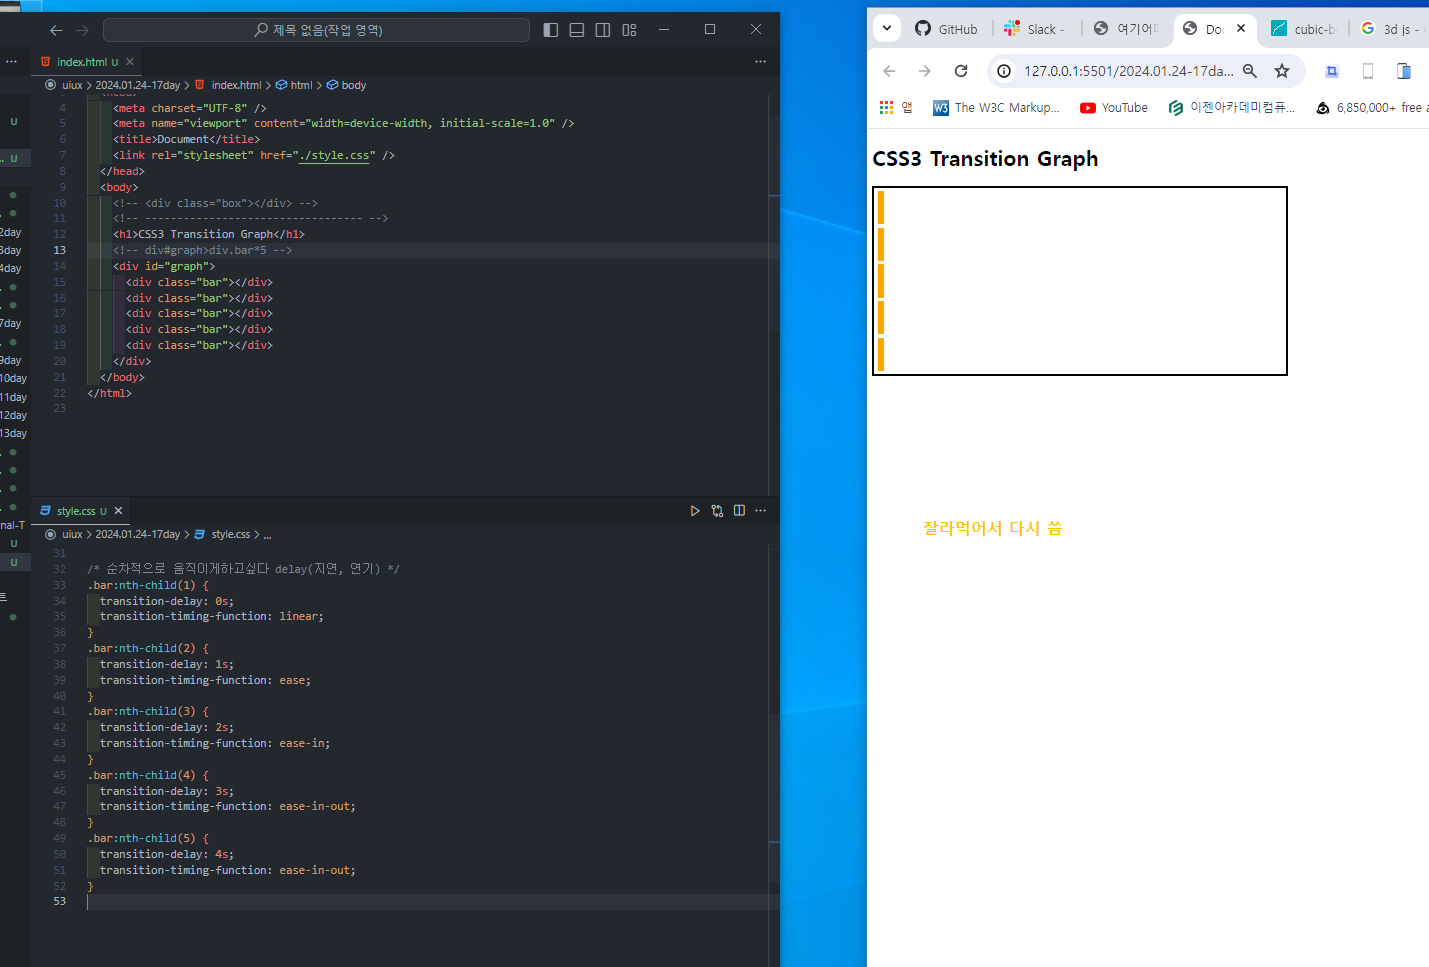 제목 없음(작업 영역)
index.html U
uiux > 2024.01.24-17day > index.html > html > body
4 <meta charset="UTF-8" />
5 <meta name="viewport" content="width=device-width, initial-scale=1.0" />
6 <title>Document</title>
7 <link rel="stylesheet" href="./style.css" />
8 </head>
9 <body>
10 <!-- <div class="box"></div> -->
11 <!-- ---------------------------------- -->
12 <h1>CSS3 Transition Graph</h1>
13 <!-- div#graph>div.bar*5 -->
14 <div id="graph">
15 <div class="bar"></div>
16 <div class="bar"></div>
17 <div class="bar"></div>
18 <div class="bar"></div>
19 <div class="bar"></div>
20 </div>
21 </body>
22 </html>
23
U
U
2day
3day
4day
7day
9day
10day
11day
12day
13day
nal-T
U
U
트
style.css U
uiux > 2024.01.24-17day > style.css > ...
31
32 /* 순차적으로 움직이게하고싶다 delay(지연, 연기) */
33 .bar:nth-child(1) {
34 transition-delay: 0s;
35 transition-timing-function: linear;
36 }
37 .bar:nth-child(2) {
38 transition-delay: 1s;
39 transition-timing-function: ease;
40 }
41 .bar:nth-child(3) {
42 transition-delay: 2s;
43 transition-timing-function: ease-in;
44 }
45 .bar:nth-child(4) {
46 transition-delay: 3s;
47 transition-timing-function: ease-in-out;
48 }
49 .bar:nth-child(5) {
50 transition-delay: 4s;
51 transition-timing-function: ease-in-out;
52 }
53
GitHub Slack - 여기어 Doc cubic-b 3d js -
127.0.0.1:5501/2024.01.24-17da...
앱 The W3C Markup... YouTube 이젠아카데미컴퓨... 6,850,000+ free
CSS3 Transition Graph
잘라먹어서 다시 씀